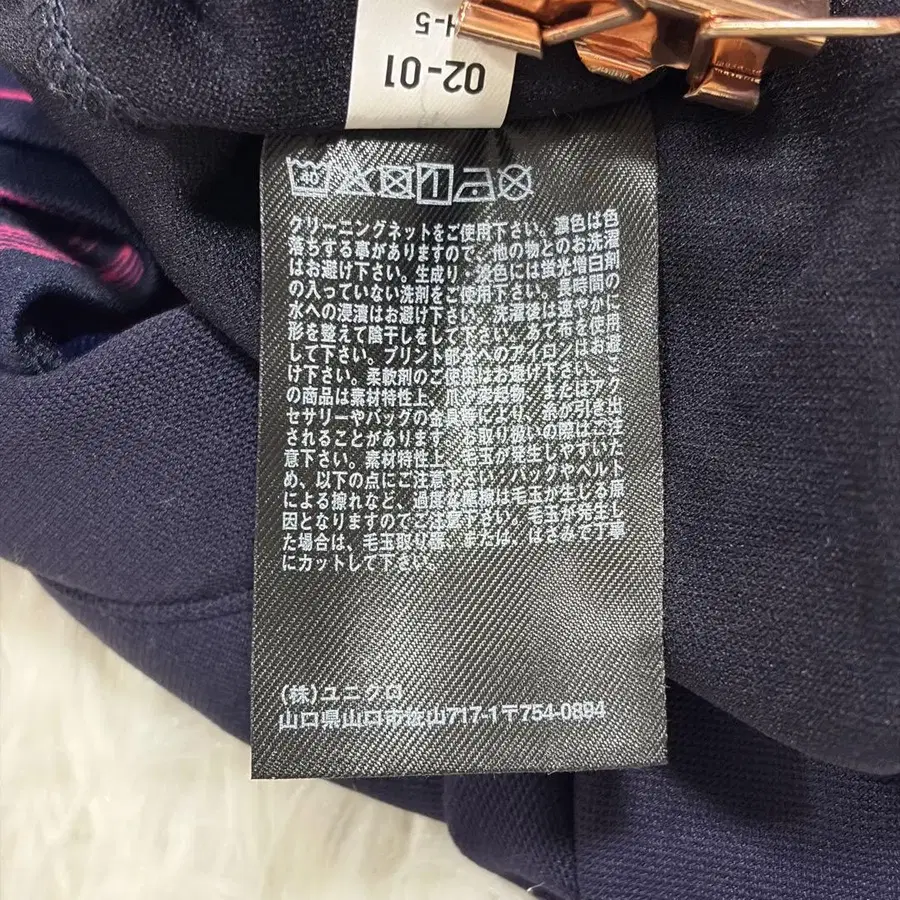 H-5
02-01
40
クリーニングネットをご使用下さい。濃色は色
落ちする事がありますので、他の物とのお洗濯
はお避け下さい。生成り・淡色には蛍光増白剤
の入っていない洗剤をご使用下さい。長時間の
水への浸漬はお避け下さい。洗濯後は速やかに
形を整えて陰干しをして下さい。あて布を使用
して下さい。プリント部分へのアイロンはお避
け下さい。柔軟剤のご使用はお避け下さい。こ
の商品は素材特性上、爪や突起物、またはアク
セサリーやバッグの金具等により、糸が引き出
されることがあります。お取り扱いの際はご注
意下さい。素材特性上、毛玉が発生しやすいた
め、以下の点にご注意下さい。バッグやベルト
による擦れなど、過度な摩擦は毛玉が生じる原
因となりますのでご注意下さい。毛玉が発生し
た場合は、毛玉取り器、または、はさみで丁寧
にカットして下さい。
(株)ユニクロ
山口県山口市佐山717-1〒754-0894